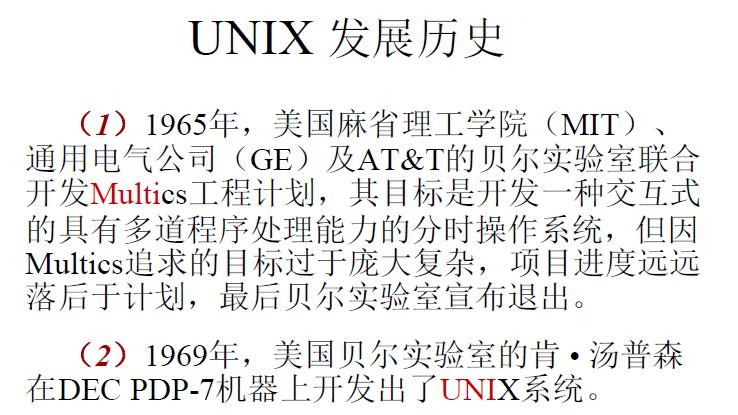 UNIX 发展历史
（1）1965年，美国麻省理工学院（MIT）、
通用电气公司（GE）及AT&T的贝尔实验室联合
开发Multics工程计划，其目标是开发一种交互式
的具有多道程序处理能力的分时操作系统，但因
Multics追求的目标过于庞大复杂，项目进度远远
落后于计划，最后贝尔实验室宣布退出。
（2）1969年，美国贝尔实验室的肯 • 汤普森
在DEC PDP-7机器上开发出了UNIX系统。